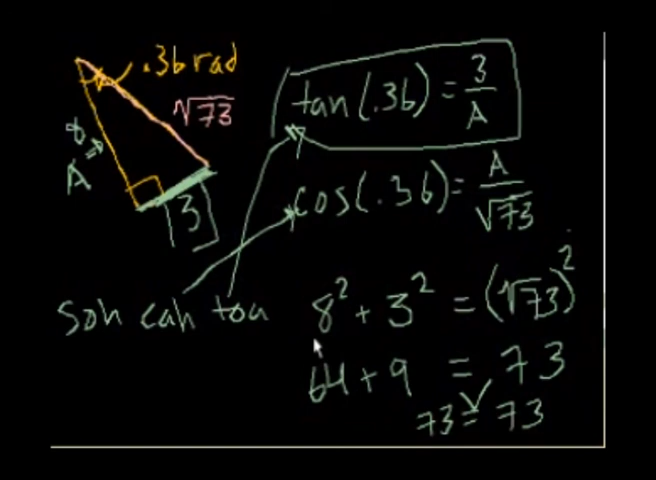 .36 rad
√73
8
A ⇒
3
tan(.36) = 3/A
cos(.36) = A/√73
Soh cah toa
8² + 3² = (√73)²
64 + 9 = 73
73 = 73